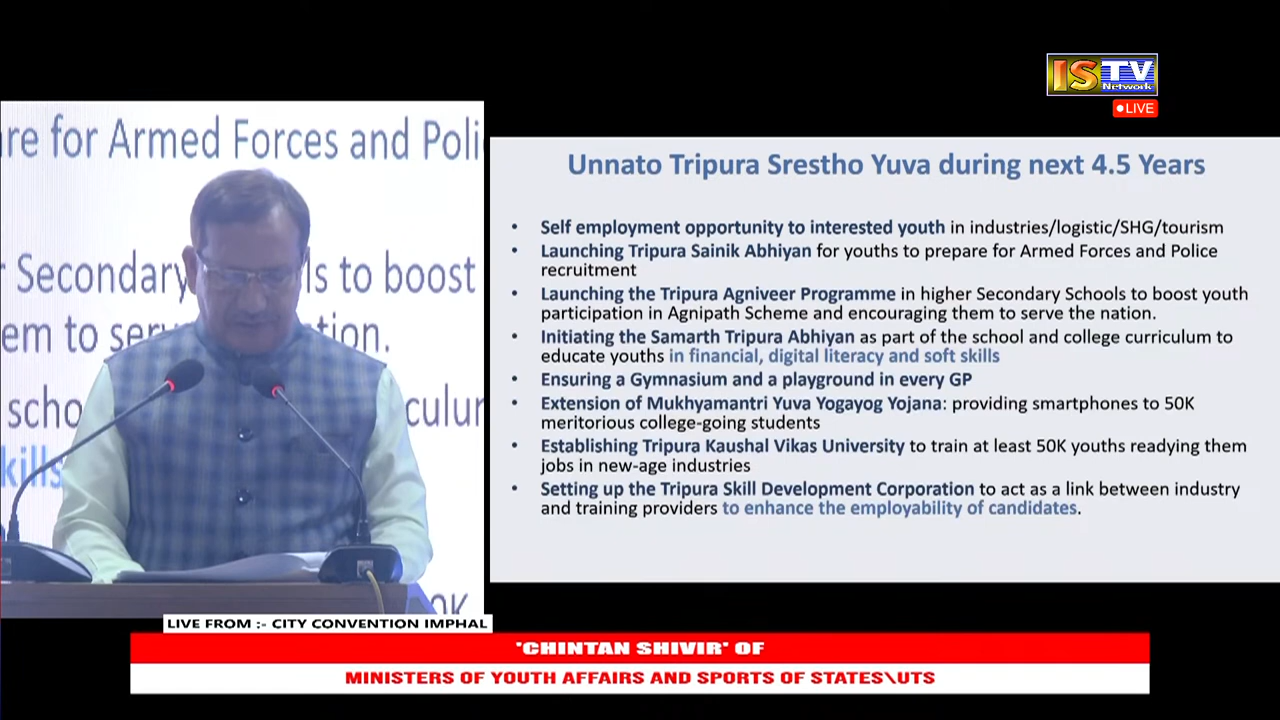 IS TV
Network
LIVE
re for Armed Forces and Poli
Secondary ls to boost
em to ser tion.
scho culum
kills
50K
Unnato Tripura Srestho Yuva during next 4.5 Years
• Self employment opportunity to interested youth in industries/logistic/SHG/tourism
• Launching Tripura Sainik Abhiyan for youths to prepare for Armed Forces and Police
recruitment
• Launching the Tripura Agniveer Programme in higher Secondary Schools to boost youth
participation in Agnipath Scheme and encouraging them to serve the nation.
• Initiating the Samarth Tripura Abhiyan as part of the school and college curriculum to
educate youths in financial, digital literacy and soft skills
• Ensuring a Gymnasium and a playground in every GP
• Extension of Mukhyamantri Yuva Yogayog Yojana: providing smartphones to 50K
meritorious college-going students
• Establishing Tripura Kaushal Vikas University to train at least 50K youths readying them
jobs in new-age industries
• Setting up the Tripura Skill Development Corporation to act as a link between industry
and training providers to enhance the employability of candidates.
LIVE FROM :- CITY CONVENTION IMPHAL
'CHINTAN SHIVIR' OF
MINISTERS OF YOUTH AFFAIRS AND SPORTS OF STATES\UTS